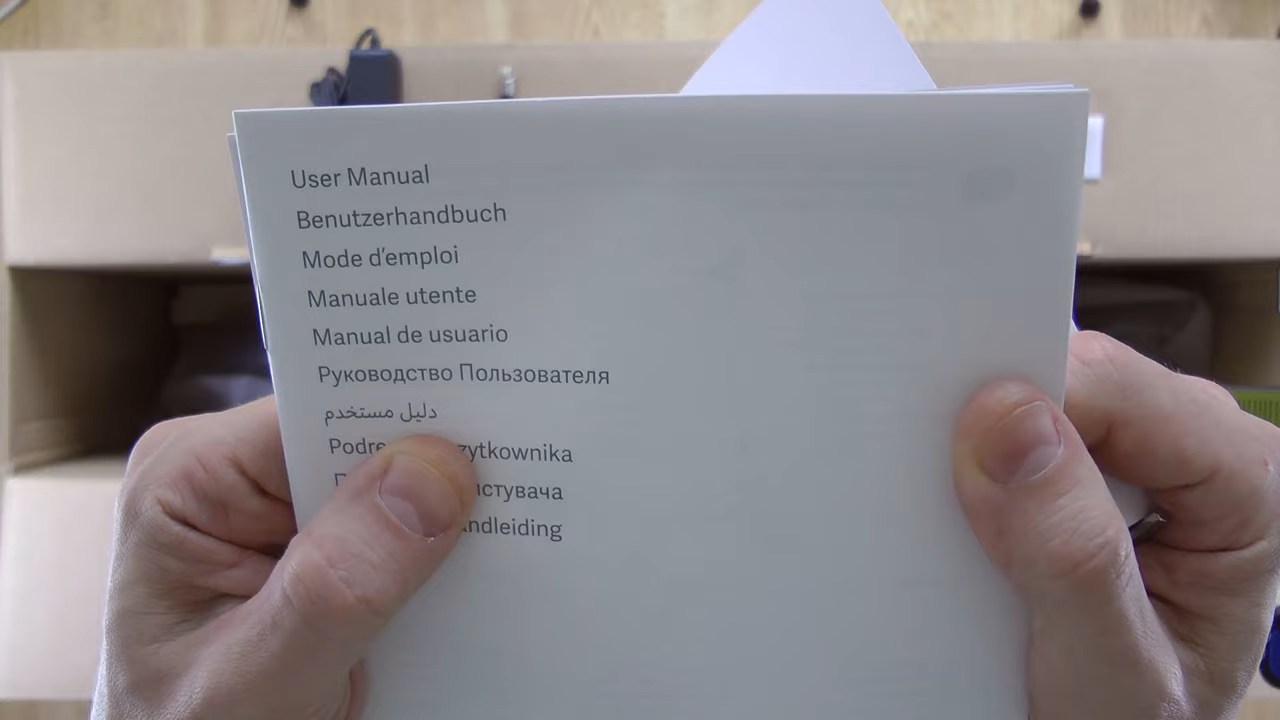 User Manual
Benutzerhandbuch
Mode d'emploi
Manuale utente
Manual de usuario
Руководство Пользователя
دليل مستخدم